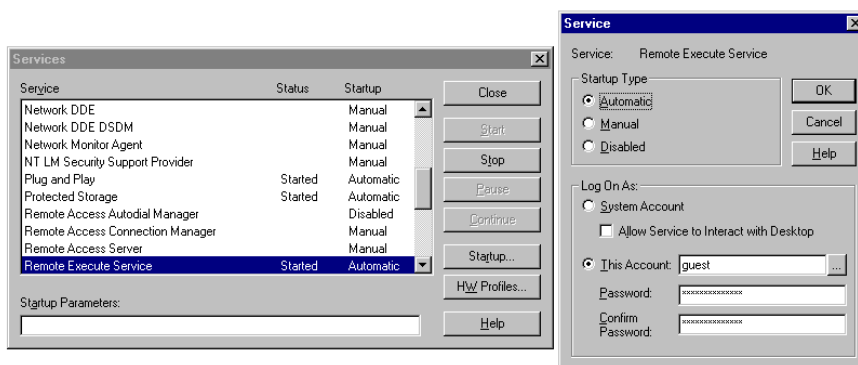 Services
Service Status Startup
Network DDE Manual
Network DDE DSDM Manual
Network Monitor Agent Manual
NT LM Security Support Provider Manual
Plug and Play Started Automatic
Protected Storage Started Automatic
Remote Access Autodial Manager Disabled
Remote Access Connection Manager Manual
Remote Access Server Manual
Remote Execute Service Started Automatic
Startup Parameters:
Close
Start
Stop
Pause
Continue
Startup...
HW Profiles...
Help
Service
Service: Remote Execute Service
Startup Type
Automatic
Manual
Disabled
OK
Cancel
Help
Log On As:
System Account
Allow Service to Interact with Desktop
This Account: guest ...
Password: xxxxxxxxxxxxxx
Confirm
Password: xxxxxxxxxxxxxx